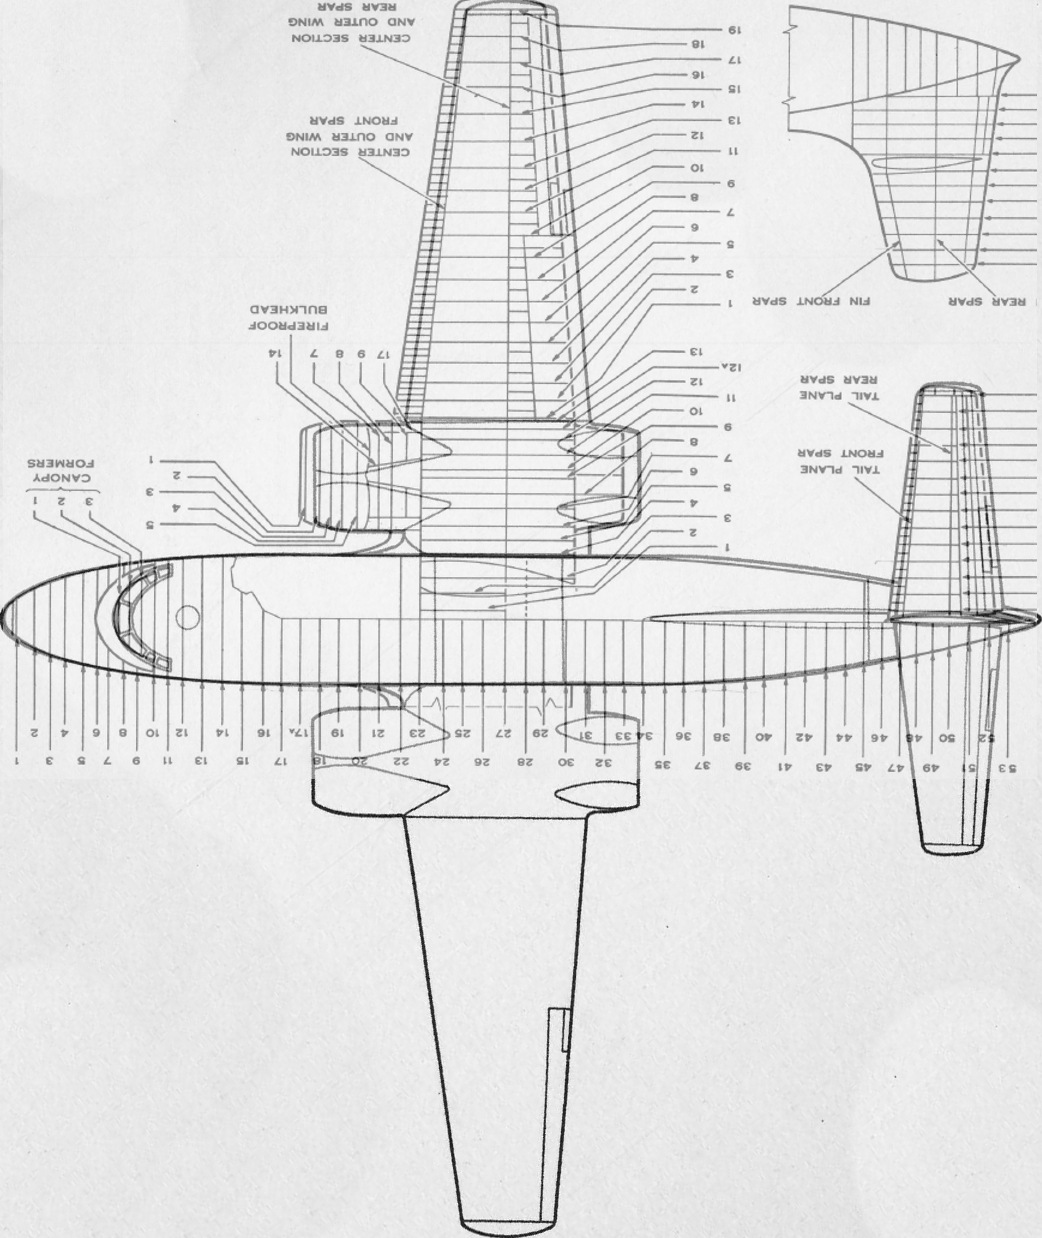 CENTER SECTION
AND OUTER WING
REAR SPAR
CENTER SECTION
AND OUTER WING
FRONT SPAR
19
18
17
16
15
14
13
12
11
10
9
8
7
6
5
4
3
2
1
FIN FRONT SPAR
REAR SPAR
FIREPROOF
BULKHEAD
14 7 8 9 17
13
12A
12
11
10
9
8
7
6
5
4
3
2
1
TAIL PLANE
REAR SPAR
TAIL PLANE
FRONT SPAR
CANOPY
FORMERS
1 2 3
1
2
3
4
5
2 4 6 8 10 12 14 16 17A 19 21 23 25 27 29 31 33 34 36 38 40 42 44 46 48 50 52
1 3 5 7 9 11 13 15 17 18 20 22 24 26 28 30 32 35 37 39 41 43 45 47 49 51 53